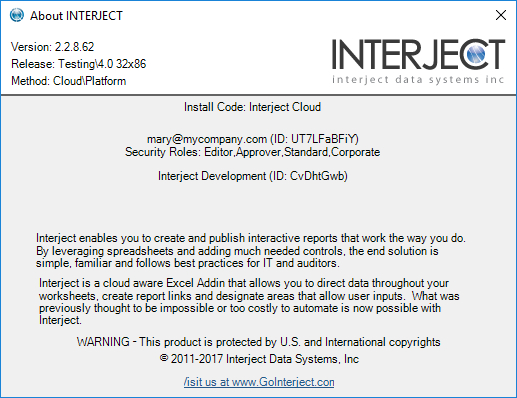 About INTERJECT
Version: 2.2.8.62
Release: Testing\4.0 32x86
Method: Cloud\Platform
INTERJECT
interject data systems inc
Install Code: Interject Cloud
mary@mycompany.com (ID: UT7LFaBFiY)
Security Roles: Editor,Approver,Standard,Corporate
Interject Development (ID: CvDhtGwb)
Interject enables you to create and publish interactive reports that work the way you do.
By leveraging spreadsheets and adding much needed controls, the end solution is
simple, familiar and follows best practices for IT and auditors.
Interject is a cloud aware Excel Addin that allows you to direct data throughout your
worksheets, create report links and designate areas that allow user inputs.  What was
previously thought to be impossible or too costly to automate is now possible with
Interject.
WARNING - This product is protected by U.S. and International copyrights
© 2011-2017 Interject Data Systems, Inc
/isit us at www.GoInterject.con